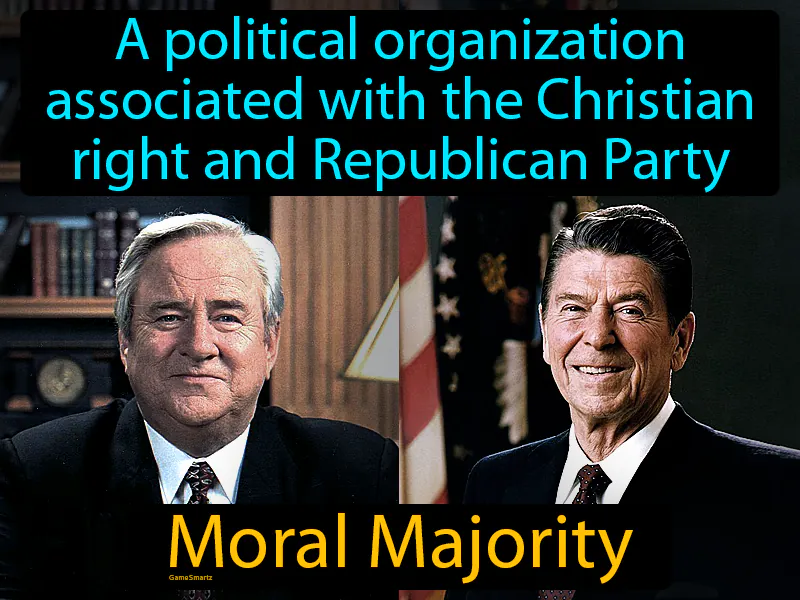 A political organization
associated with the Christian
right and Republican Party
Moral Majority
GameSmartz